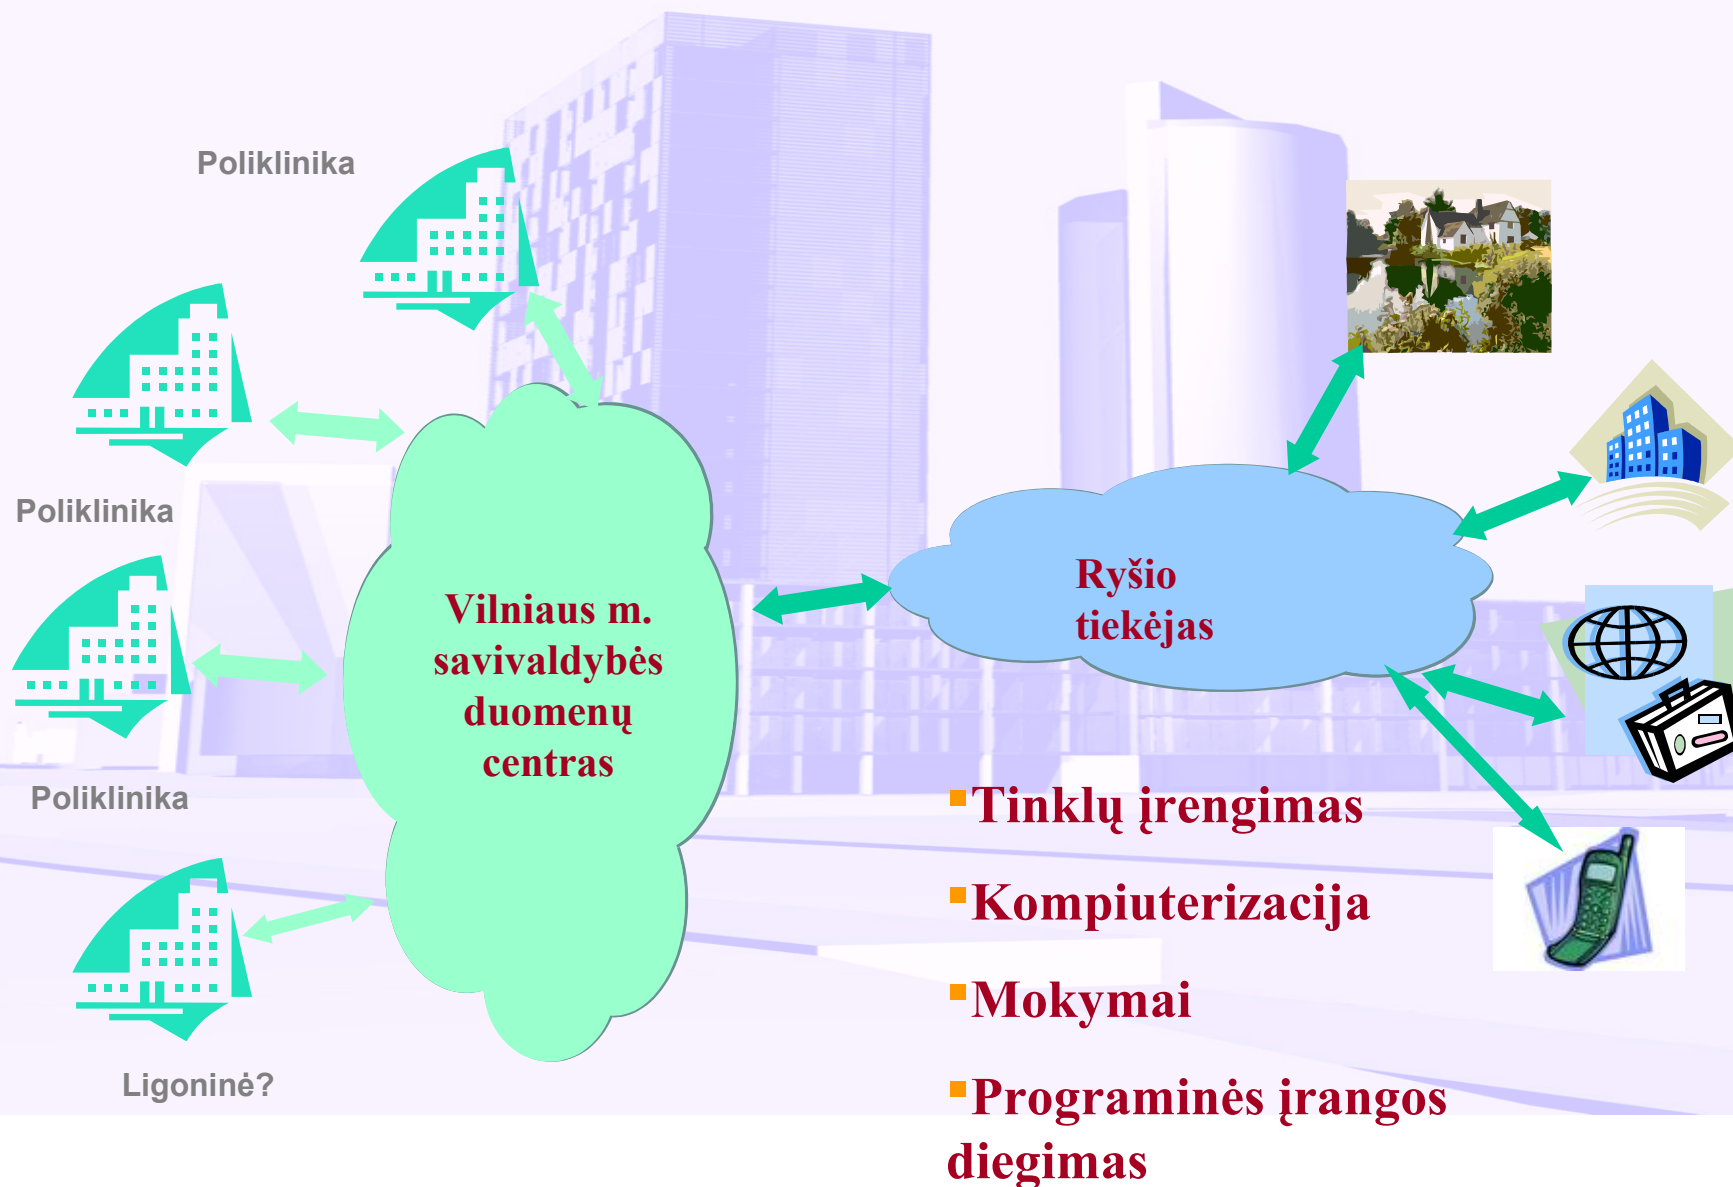 Poliklinika
Poliklinika
Poliklinika
Ligoninė?
Vilniaus m.
savivaldybės
duomenų
centras
Ryšio
tiekėjas
▪Tinklų įrengimas
▪Kompiuterizacija
▪Mokymai
▪Programinės įrangos
diegimas